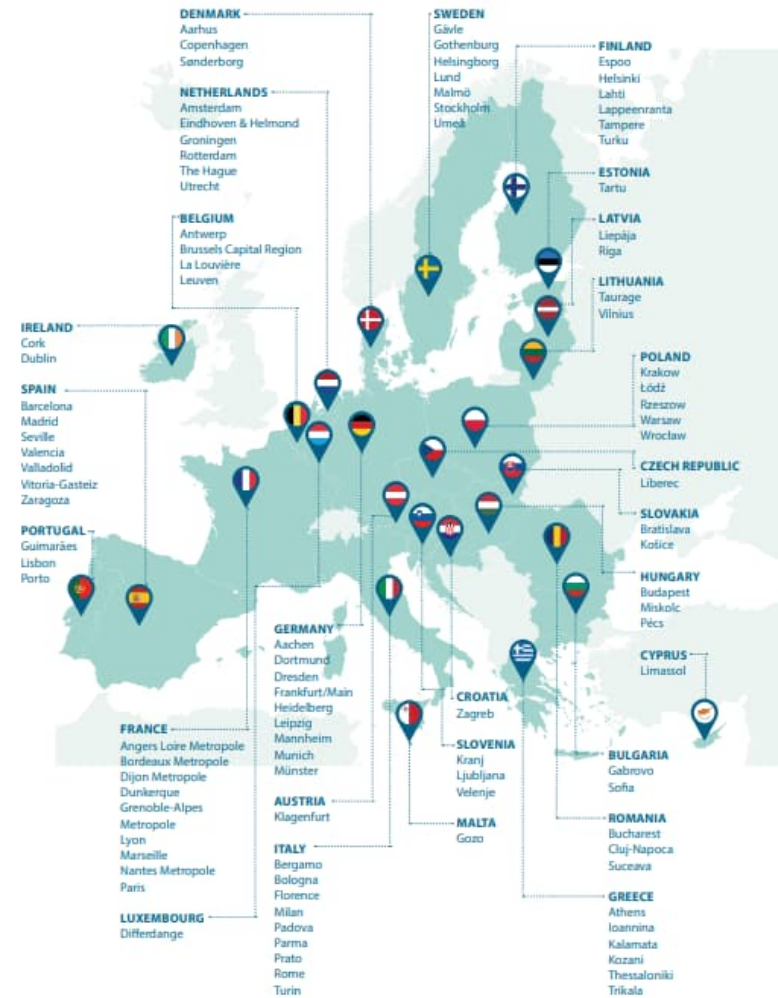 DENMARK
Aarhus
Copenhagen
Sønderborg
NETHERLANDS
Amsterdam
Eindhoven & Helmond
Groningen
Rotterdam
The Hague
Utrecht
BELGIUM
Antwerp
Brussels Capital Region
La Louvière
Leuven
IRELAND
Cork
Dublin
SPAIN
Barcelona
Madrid
Seville
Valencia
Valladolid
Vitoria-Gasteiz
Zaragoza
PORTUGAL
Guimarães
Lisbon
Porto
FRANCE
Angers Loire Metropole
Bordeaux Metropole
Dijon Metropole
Dunkerque
Grenoble-Alpes
Metropole
Lyon
Marseille
Nantes Metropole
Paris
LUXEMBOURG
Differdange
GERMANY
Aachen
Dortmund
Dresden
Frankfurt/Main
Heidelberg
Leipzig
Mannheim
Munich
Münster
AUSTRIA
Klagenfurt
ITALY
Bergamo
Bologna
Florence
Milan
Padova
Parma
Prato
Rome
Turin
SWEDEN
Gävle
Gothenburg
Helsingborg
Lund
Malmö
Stockholm
Umeå
FINLAND
Espoo
Helsinki
Lahti
Lappeenranta
Tampere
Turku
ESTONIA
Tartu
LATVIA
Liepāja
Riga
LITHUANIA
Taurage
Vilnius
POLAND
Krakow
Łódź
Rzeszow
Warsaw
Wrocław
CZECH REPUBLIC
Liberec
SLOVAKIA
Bratislava
Košice
HUNGARY
Budapest
Miskolc
Pécs
CYPRUS
Limassol
CROATIA
Zagreb
SLOVENIA
Kranj
Ljubljana
Velenje
MALTA
Gozo
BULGARIA
Gabrovo
Sofia
ROMANIA
Bucharest
Cluj-Napoca
Suceava
GREECE
Athens
Ioannina
Kalamata
Kozani
Thessaloniki
Trikala